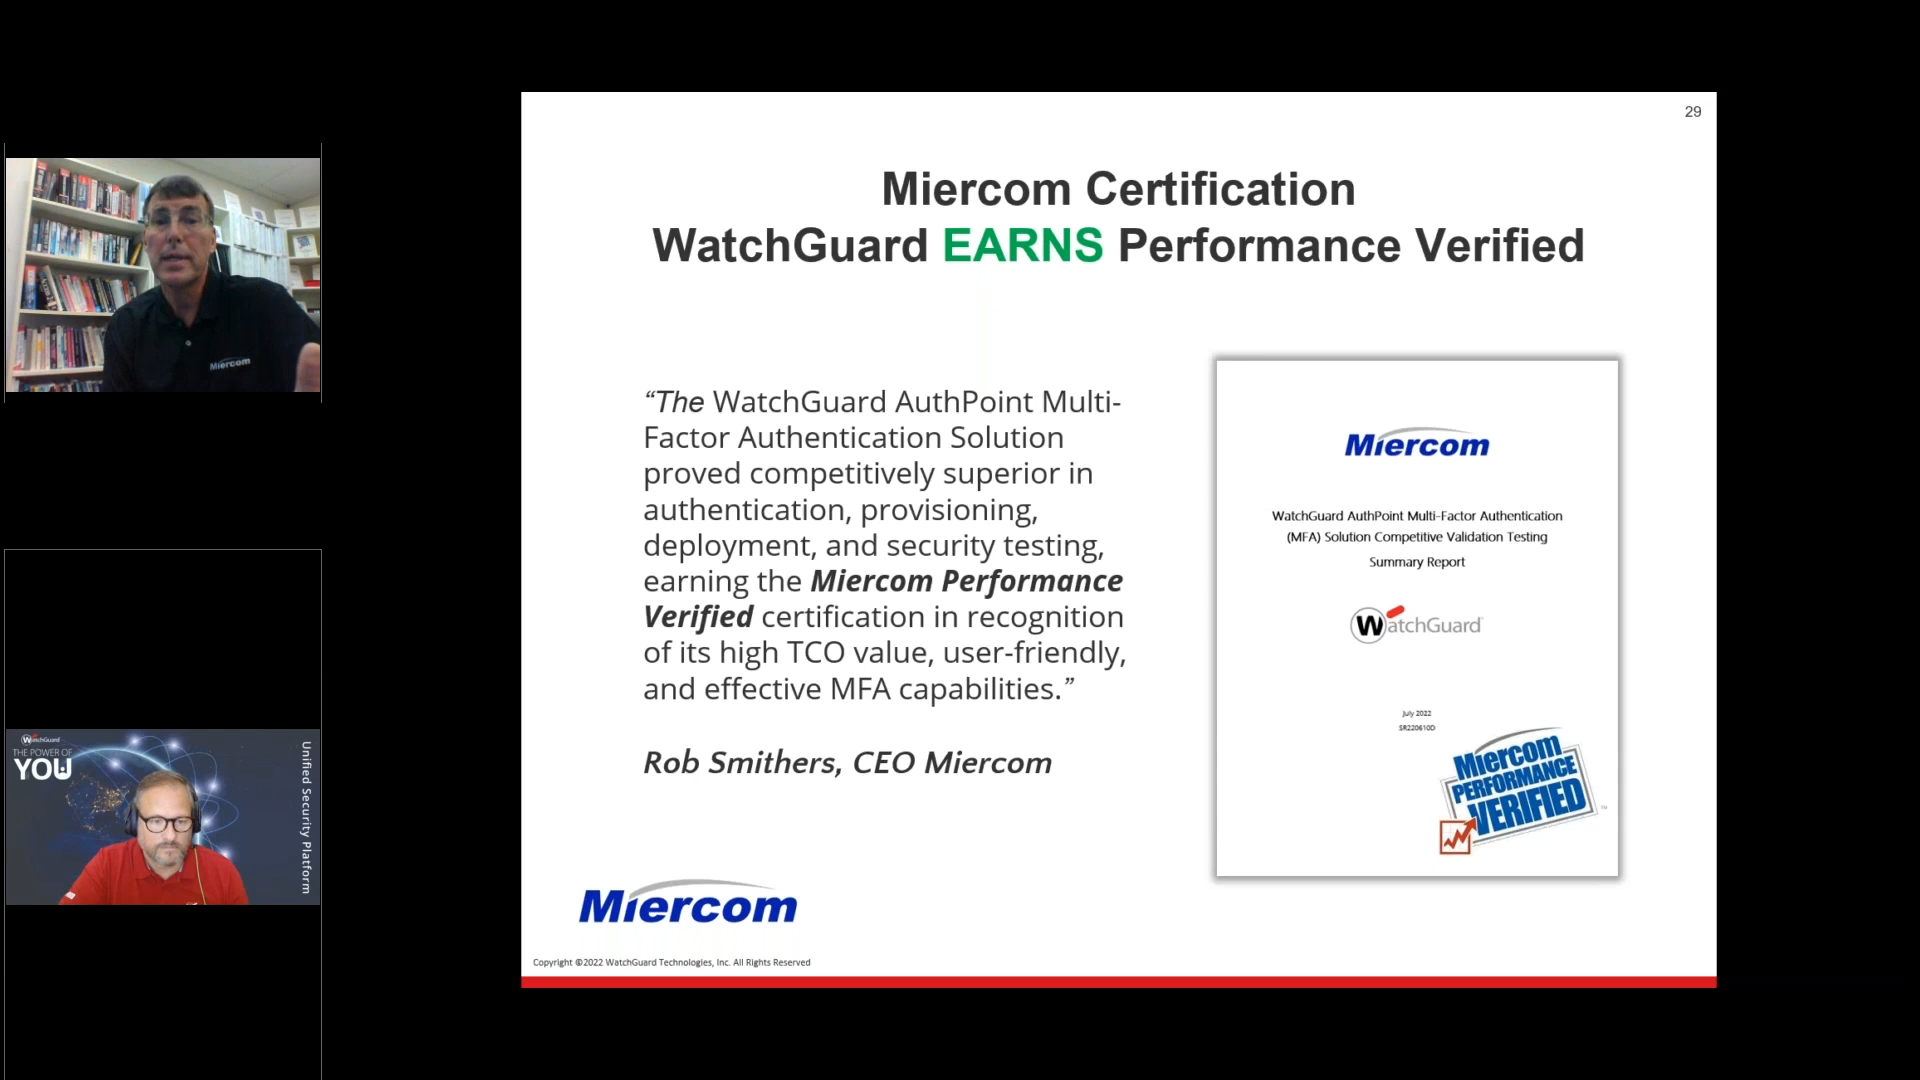 29
Miercom Certification
WatchGuard EARNS Performance Verified
“The WatchGuard AuthPoint Multi-
Factor Authentication Solution
proved competitively superior in
authentication, provisioning,
deployment, and security testing,
earning the Miercom Performance
Verified certification in recognition
of its high TCO value, user-friendly,
and effective MFA capabilities.”
Rob Smithers, CEO Miercom
Miercom
Copyright ©2022 WatchGuard Technologies, Inc. All Rights Reserved
Miercom
WatchGuard AuthPoint Multi-Factor Authentication
(MFA) Solution Competitive Validation Testing
Summary Report
WatchGuard
July 2022
SR220610D
Miercom
PERFORMANCE
VERIFIED
TM
Miercom
WatchGuard
THE POWER OF
YOU
Unified Security Platform